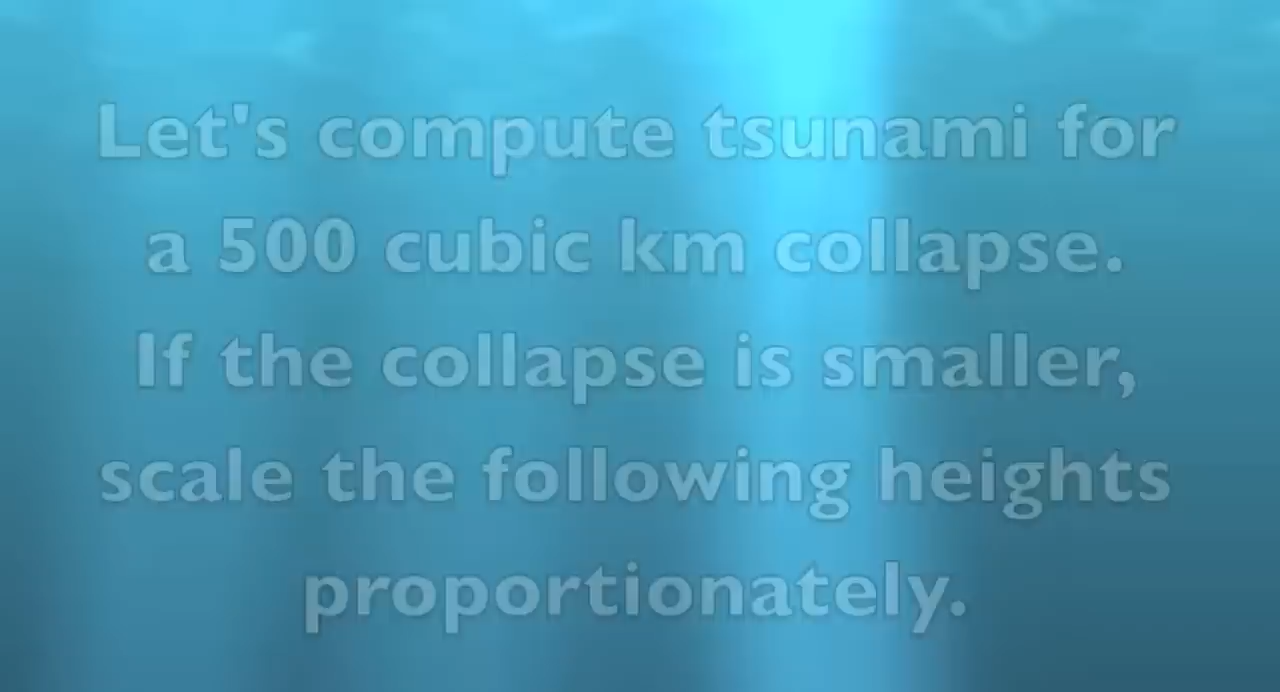 Let's compute tsunami for
a 500 cubic km collapse.
If the collapse is smaller,
scale the following heights
proportionately.